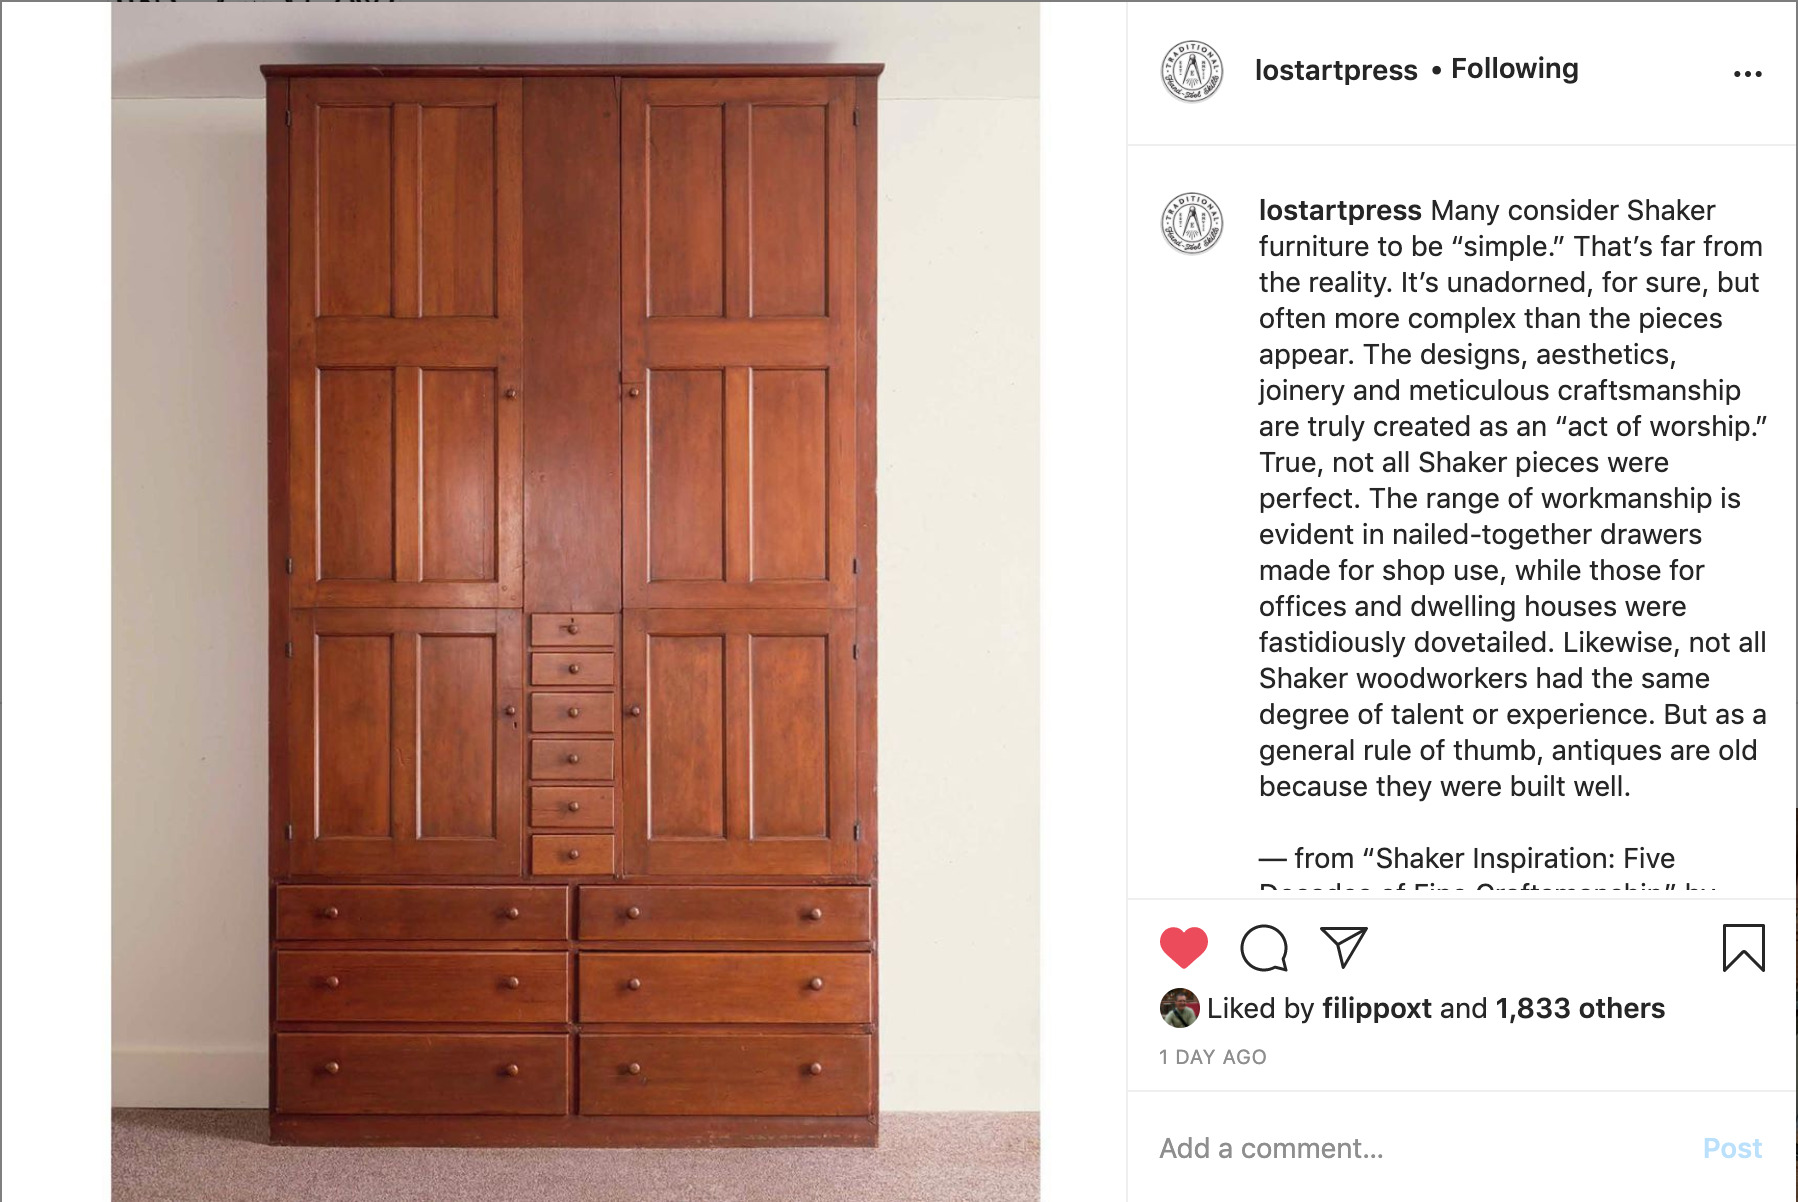 lostartpress • Following
lostartpress Many consider Shaker
furniture to be “simple.” That’s far from
the reality. It’s unadorned, for sure, but
often more complex than the pieces
appear. The designs, aesthetics,
joinery and meticulous craftsmanship
are truly created as an “act of worship.”
True, not all Shaker pieces were
perfect. The range of workmanship is
evident in nailed-together drawers
made for shop use, while those for
offices and dwelling houses were
fastidiously dovetailed. Likewise, not all
Shaker woodworkers had the same
degree of talent or experience. But as a
general rule of thumb, antiques are old
because they were built well.
— from “Shaker Inspiration: Five
Decades of Fine Craftsmanship” by
Liked by filippoxt and 1,833 others
1 DAY AGO
Add a comment... Post